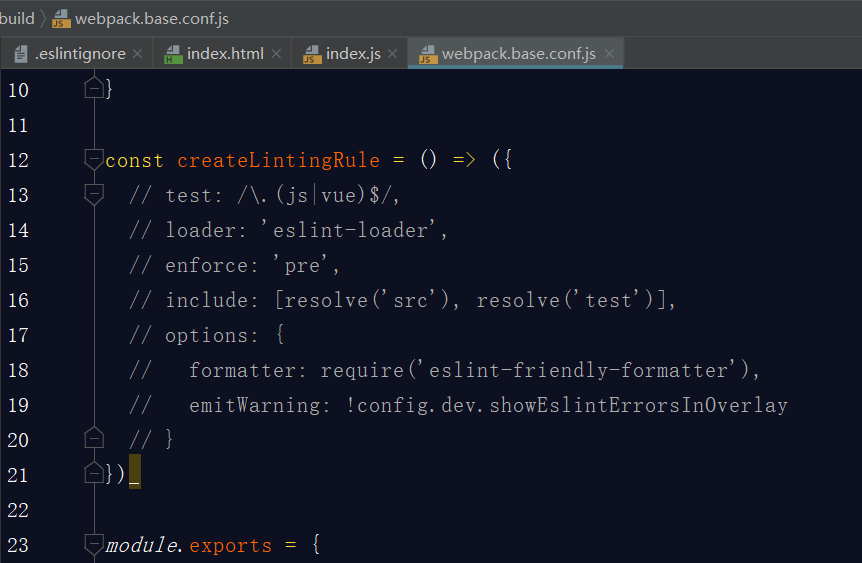 build 〉 webpack.base.conf.js
.eslintignore × index.html × index.js × webpack.base.conf.js ×
10 }
11
12 const createLintingRule = () => ({
13   // test: /\.(js|vue)$/,
14   // loader: 'eslint-loader',
15   // enforce: 'pre',
16   // include: [resolve('src'), resolve('test')],
17   // options: {
18   //   formatter: require('eslint-friendly-formatter'),
19   //   emitWarning: !config.dev.showEslintErrorsInOverlay
20   // }
21 })
22
23 module.exports = {